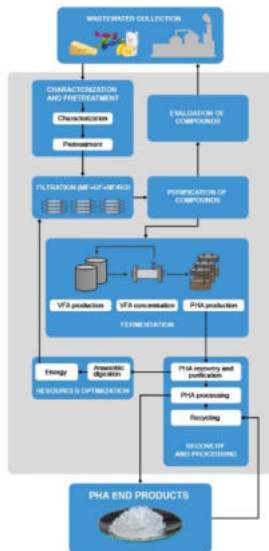 WASTEWATER COLLECTION
CHARACTERIZATION
AND PRETREATMENT
Characterization
Pretreatment
EVALUATION OF
COMPOUNDS
FILTRATION (MF+UF+NF/RO)
PURIFICATION OF
COMPOUNDS
VFA production
VFA concentration
PHA production
FERMENTATION
Energy
Anaerobic
digestion
RESOURCES OPTIMIZATION
PHA recovery and
purification
PHA processing
Recycling
RECOVERY
AND PROCESSING
PHA END PRODUCTS